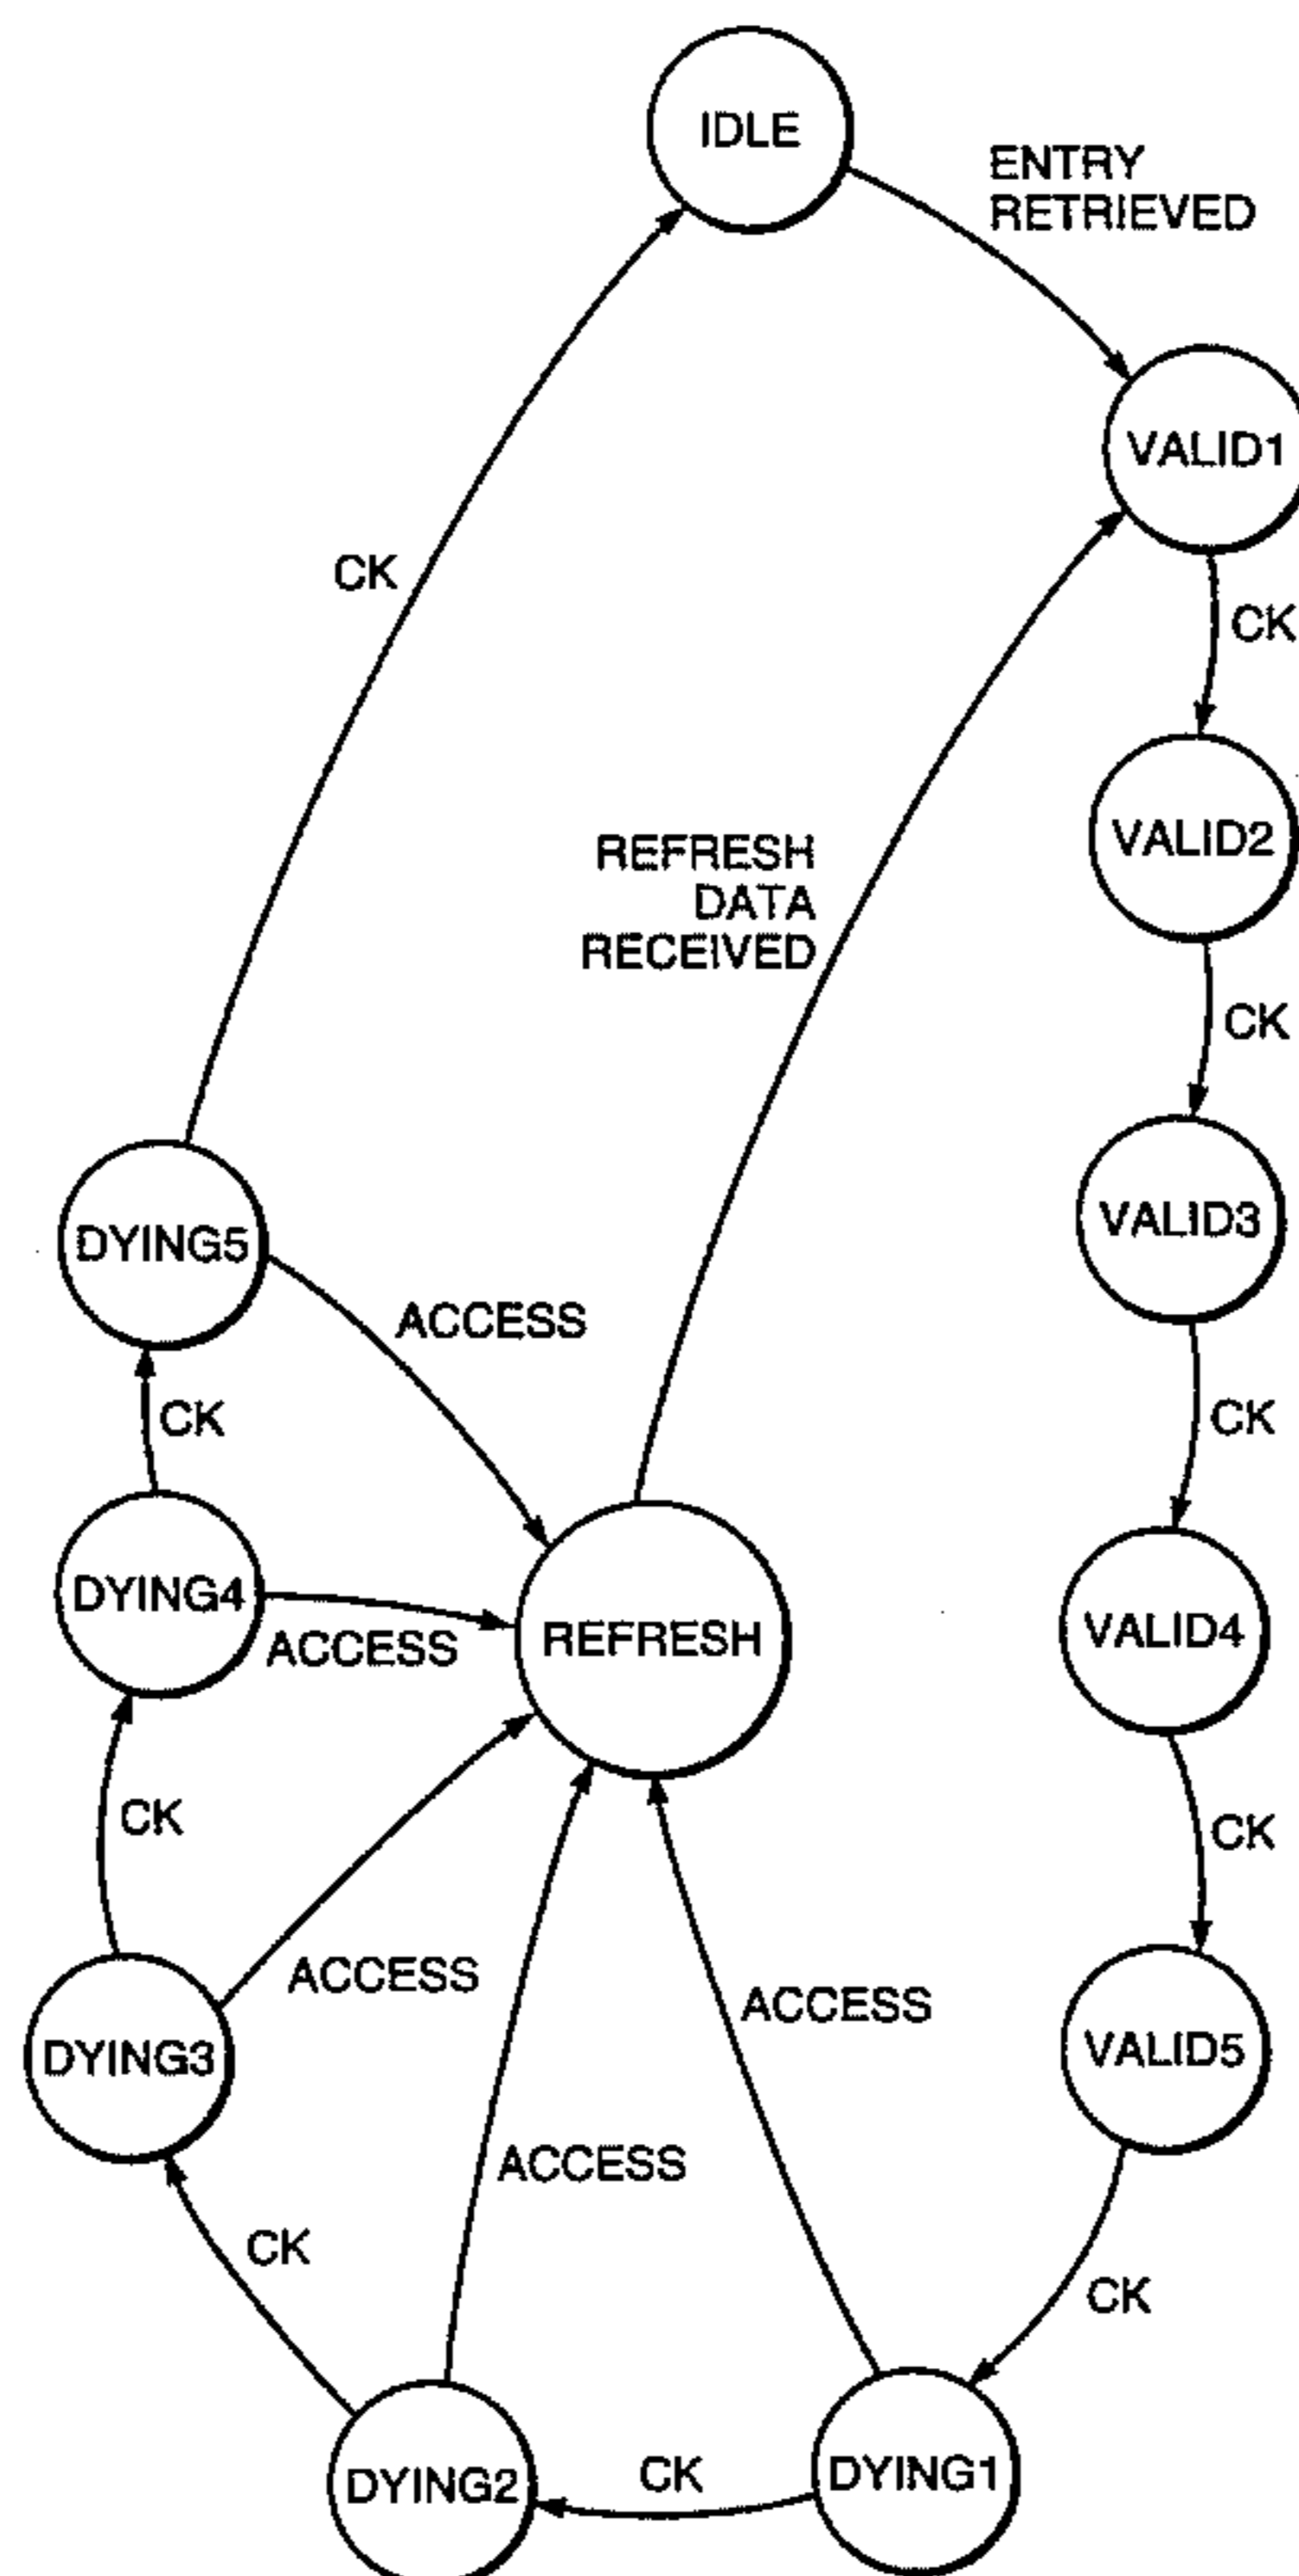 IDLE
ENTRY
RETRIEVED
VALID1
CK
CK
VALID2
REFRESH
DATA
RECEIVED
CK
VALID3
DYING5
ACCESS
CK
CK
DYING4
ACCESS
REFRESH
VALID4
CK
CK
ACCESS
ACCESS
DYING3
VALID5
ACCESS
CK
CK
DYING2
CK
DYING1